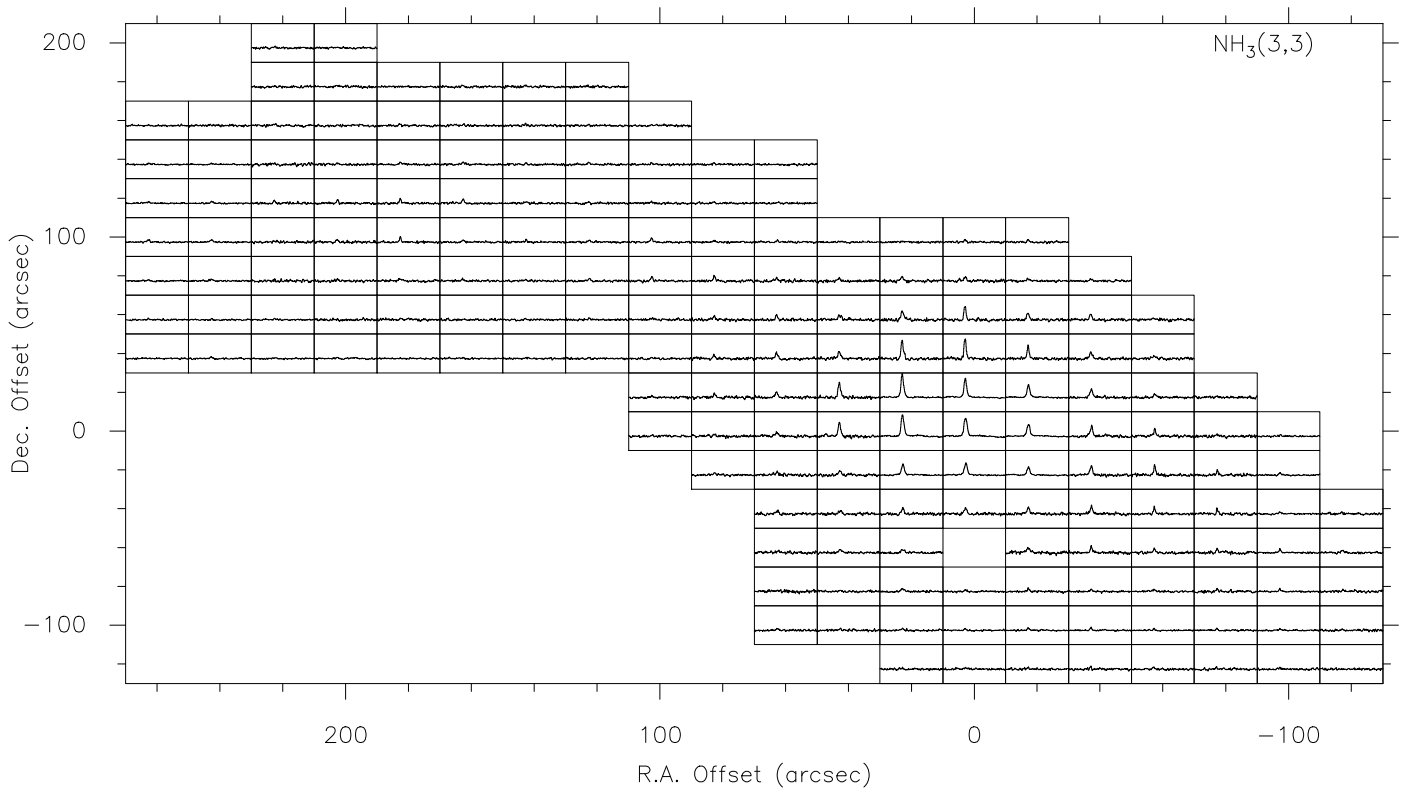 NH₃(3,3)
200
100
0
−100
Dec. Offset (arcsec)
200 100 0 −100
R.A. Offset (arcsec)